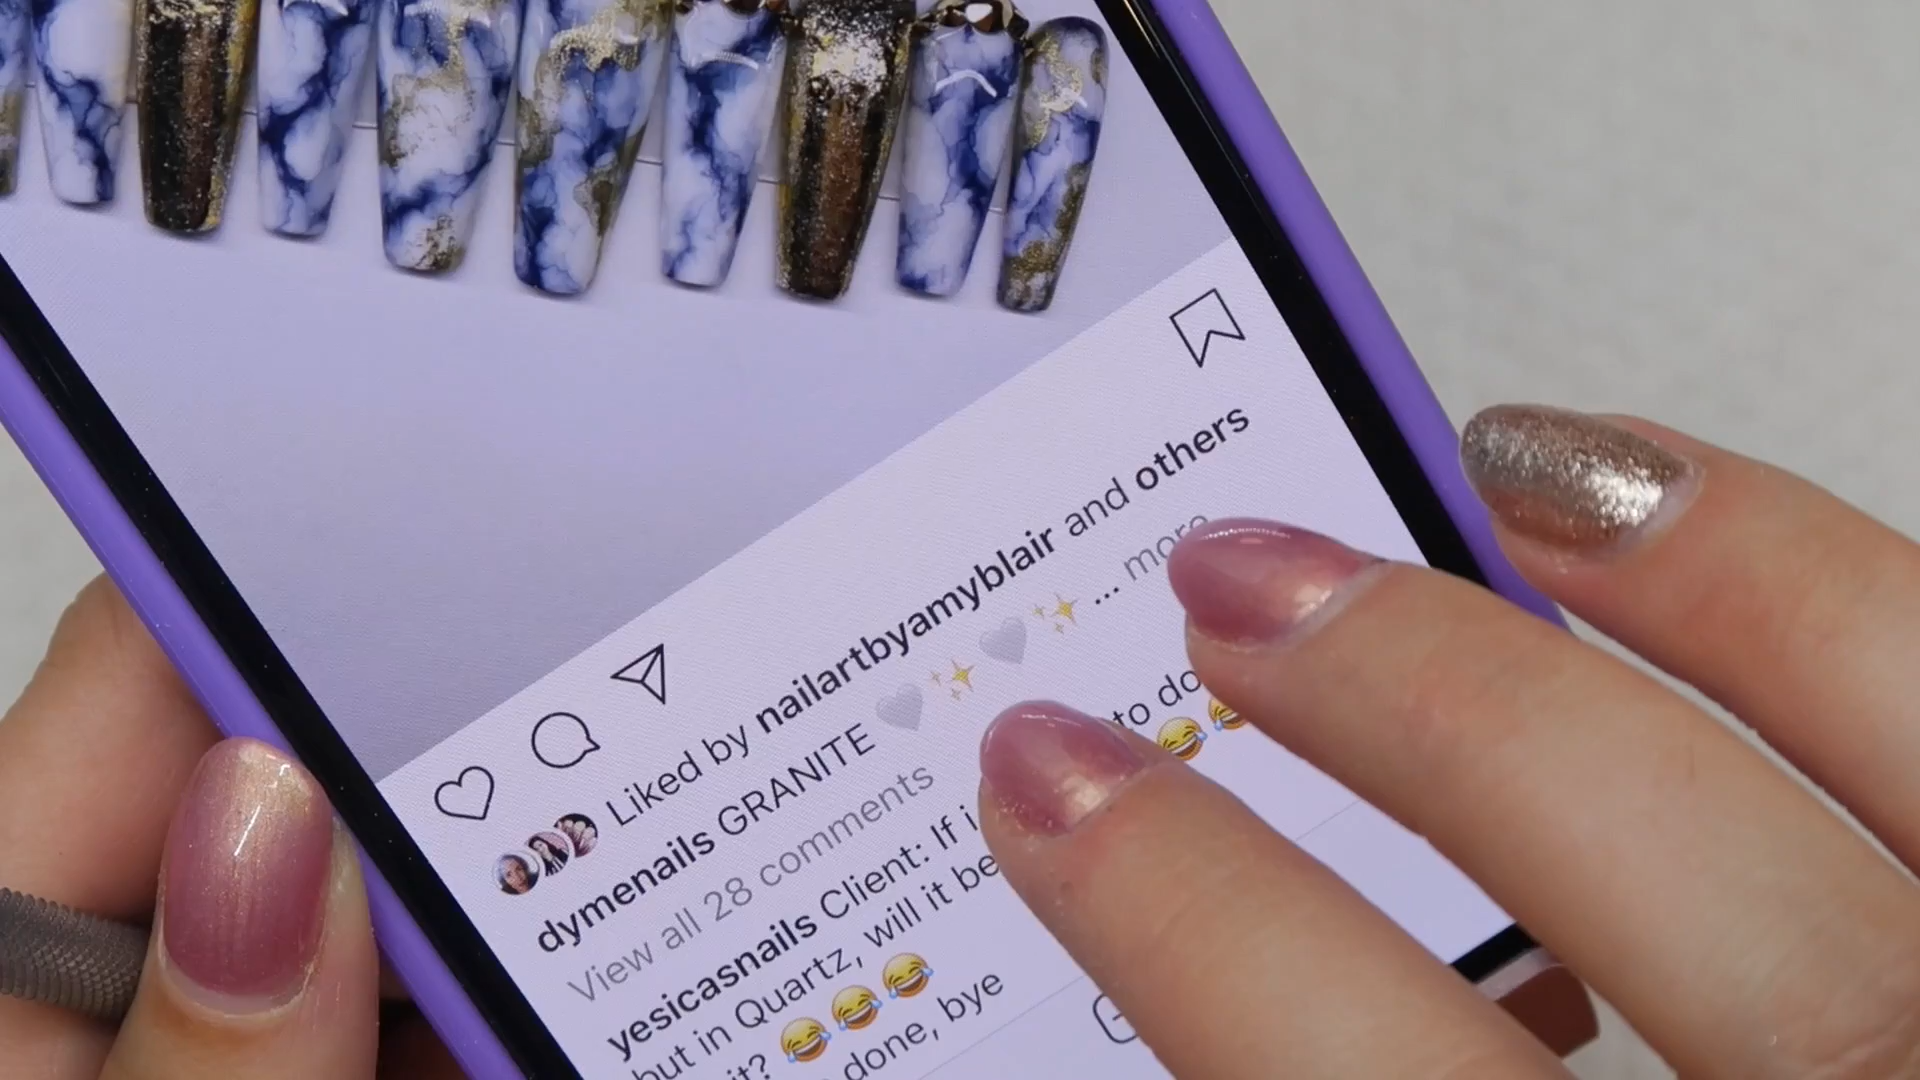 Liked by nailartbyamyblair and others
dymenails GRANITE 🤍✨🤍✨ ... more
View all 28 comments
yesicasnails Client: If i to do
but in Quartz, will it be 😂😂
it? 😂😂😂
done, bye